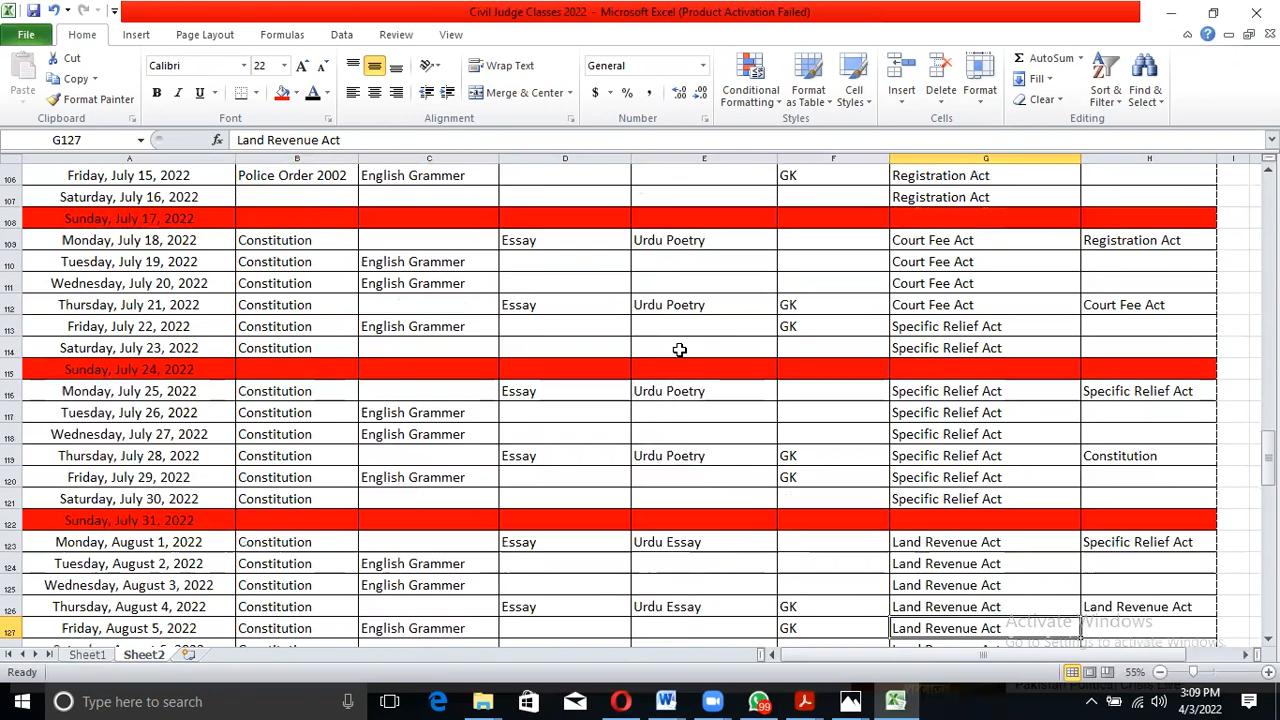 Civil Judge Classes 2022 - Microsoft Excel (Product Activation Failed)
File Home Insert Page Layout Formulas Data Review View
Cut
Copy
Format Painter
Paste
Clipboard
Calibri 22
B I U
Font
Wrap Text
Merge & Center
Alignment
General
$ % ,
Number
Conditional Formatting
Format as Table
Cell Styles
Styles
Insert Delete Format
Cells
AutoSum
Fill
Clear
Sort & Filter
Find & Select
Editing
G127 fx Land Revenue Act
A B C D E F G H I
106 Friday, July 15, 2022 Police Order 2002 English Grammer GK Registration Act
107 Saturday, July 16, 2022 Registration Act
108 Sunday, July 17, 2022
109 Monday, July 18, 2022 Constitution Essay Urdu Poetry Court Fee Act Registration Act
110 Tuesday, July 19, 2022 Constitution English Grammer Court Fee Act
111 Wednesday, July 20, 2022 Constitution English Grammer Court Fee Act
112 Thursday, July 21, 2022 Constitution Essay Urdu Poetry GK Court Fee Act Court Fee Act
113 Friday, July 22, 2022 Constitution English Grammer GK Specific Relief Act
114 Saturday, July 23, 2022 Constitution Specific Relief Act
115 Sunday, July 24, 2022
116 Monday, July 25, 2022 Constitution Essay Urdu Poetry Specific Relief Act Specific Relief Act
117 Tuesday, July 26, 2022 Constitution English Grammer Specific Relief Act
118 Wednesday, July 27, 2022 Constitution English Grammer Specific Relief Act
119 Thursday, July 28, 2022 Constitution Essay Urdu Poetry GK Specific Relief Act Constitution
120 Friday, July 29, 2022 Constitution English Grammer GK Specific Relief Act
121 Saturday, July 30, 2022 Constitution Specific Relief Act
122 Sunday, July 31, 2022
123 Monday, August 1, 2022 Constitution Essay Urdu Essay Land Revenue Act Specific Relief Act
124 Tuesday, August 2, 2022 Constitution English Grammer Land Revenue Act
125 Wednesday, August 3, 2022 Constitution English Grammer Land Revenue Act
126 Thursday, August 4, 2022 Constitution Essay Urdu Essay GK Land Revenue Act Land Revenue Act
127 Friday, August 5, 2022 Constitution English Grammer GK Land Revenue Act
Activate Windows
Go to Settings to activate Windows.
Sheet1 Sheet2
Ready 55%
Type here to search
99
3:09 PM
4/3/2022